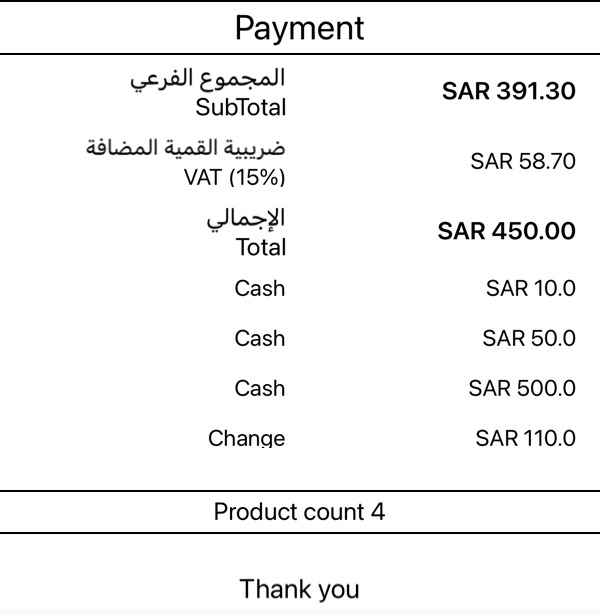 Payment
المجموع الفرعي
SubTotal
SAR 391.30
ضريبية القمية المضافة
VAT (15%)
SAR 58.70
الإجمالي
Total
SAR 450.00
Cash SAR 10.0
Cash SAR 50.0
Cash SAR 500.0
Change SAR 110.0
Product count 4
Thank you